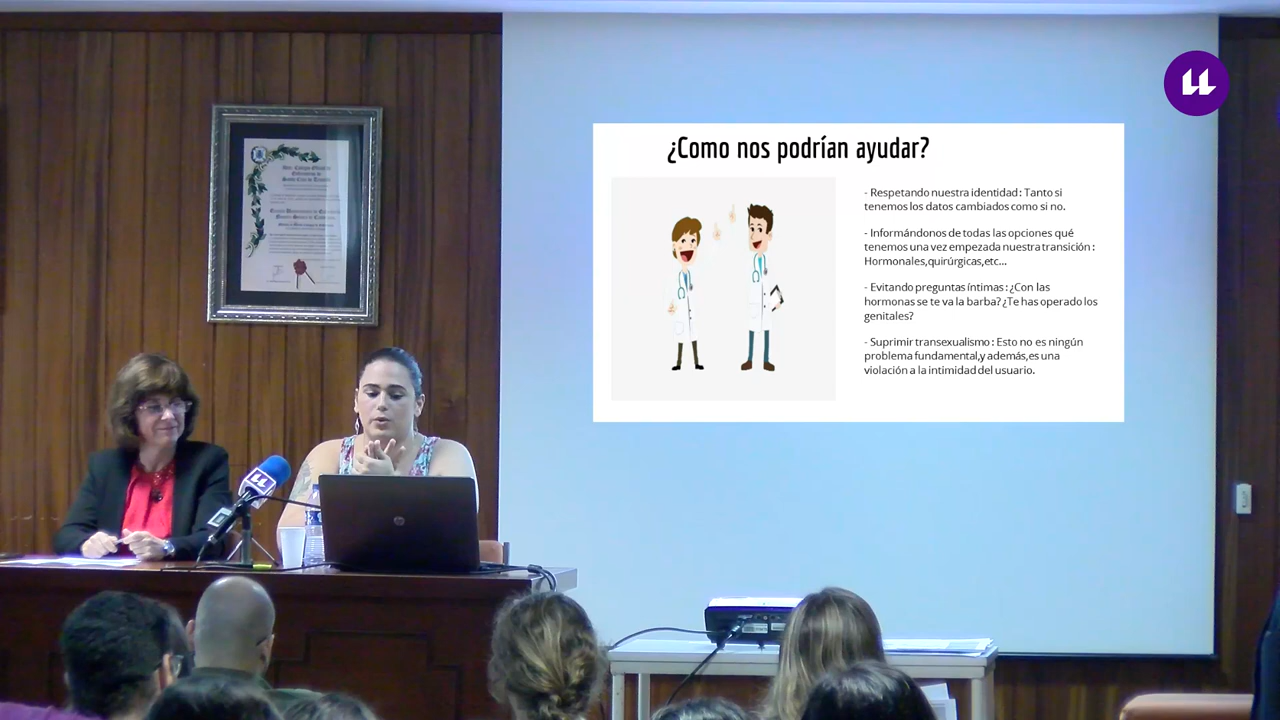 ¿Como nos podrían ayudar?
- Respetando nuestra identidad: Tanto si
tenemos los datos cambiados como si no.
- Informándonos de todas las opciones qué
tenemos una vez empezada nuestra transición:
Hormonales,quirúrgicas,etc...
- Evitando preguntas íntimas: ¿Con las
hormonas se te va la barba? ¿Te has operado los
genitales?
- Suprimir transexualismo: Esto no es ningún
problema fundamental,y además,es una
violación a la intimidad del usuario.